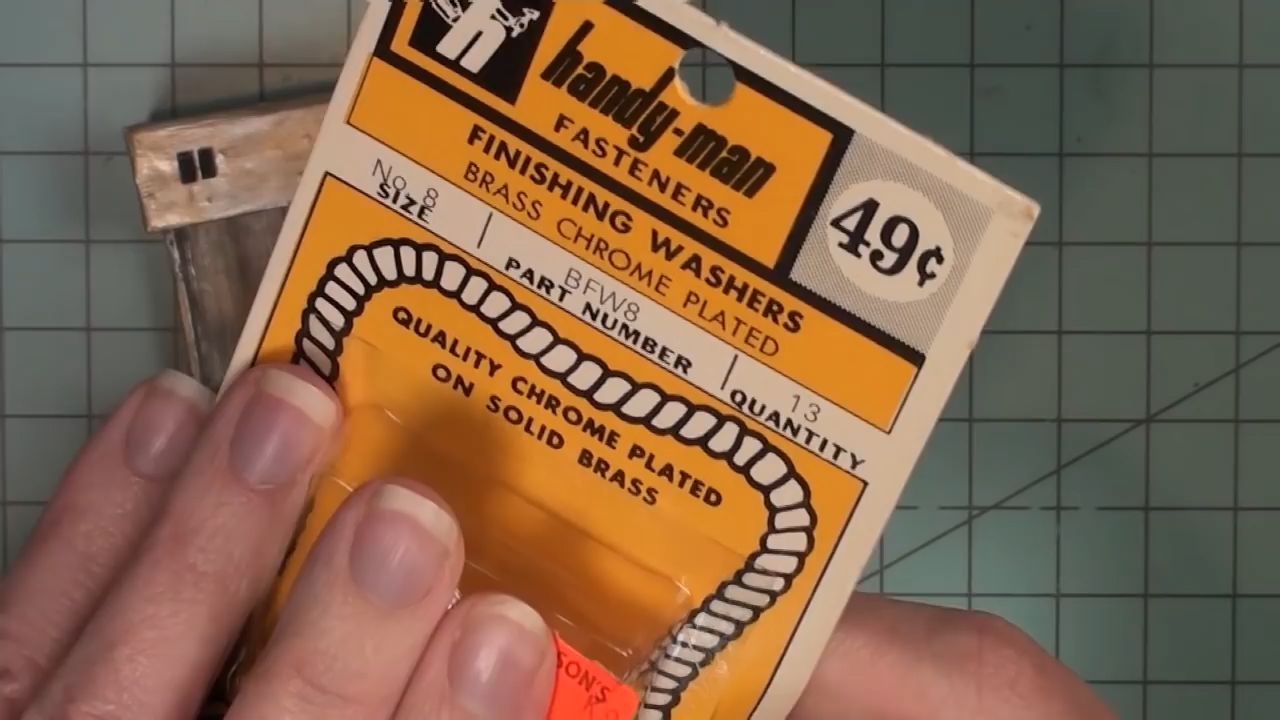 h
handy-man
FASTENERS
49¢
FINISHING WASHERS
BRASS CHROME PLATED
No. 8
SIZE
BFW8
PART NUMBER
13
QUANTITY
QUALITY CHROME PLATED
ON SOLID BRASS
SON'S